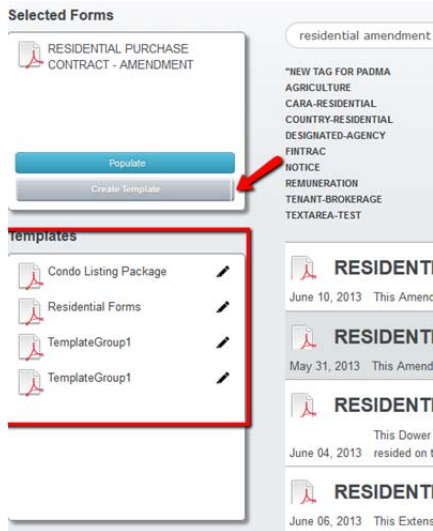 Selected Forms
RESIDENTIAL PURCHASE
CONTRACT - AMENDMENT
Populate
Create Template
Templates
Condo Listing Package
Residential Forms
TemplateGroup1
TemplateGroup1
residential amendment
"NEW TAG FOR PADMA
AGRICULTURE
CARA-RESIDENTIAL
COUNTRY-RESIDENTIAL
DESIGNATED-AGENCY
FINTRAC
NOTICE
REMUNERATION
TENANT-BROKERAGE
TEXTAREA-TEST
RESIDENTI
June 10, 2013 This Amend
RESIDENTI
May 31, 2013 This Amend
RESIDENTI
This Dower
June 04, 2013 resided on t
RESIDENTI
June 06, 2013 This Extens